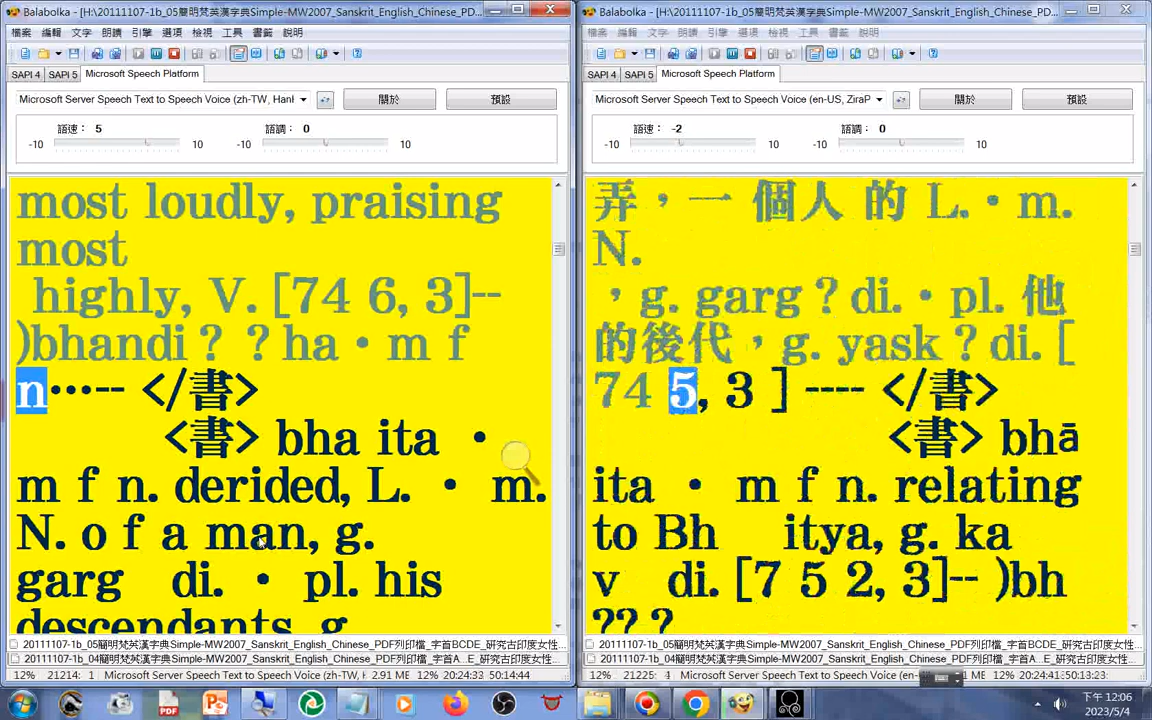 Balabolka - [H:\20111107-1b_05簡明梵英漢字典Simple-MW2007_Sanskrit_English_Chinese_PD...
檔案 編輯 文字 朗讀 引擎 選項 檢視 工具 書籤 說明
SAPI 4 SAPI 5 Microsoft Speech Platform
Microsoft Server Speech Text to Speech Voice (zh-TW, Hanl 關於 預設
語速： 5 語調： 0
-10 10 -10 10
most loudly, praising
most
highly, V. [74 6, 3]--
)bhandi？ ？ha・m f
n…-- </書>
<書> bha ita ・
m f n. derided, L. ・ m.
N. o f a man, g.
garg di. ・ pl. his
descendants, g.
20111107-1b_05簡明梵英漢字典Simple-MW2007_Sanskrit_English_Chinese_PDF列印檔_字首BCDE_研究古印度女性...
20111107-1b_04簡明梵英漢字典Simple-MW2007_Sanskrit_English_Chinese_PDF列印檔_字首A...E_研究古印度女性...
12% 21214: 1 Microsoft Server Speech Text to Speech Voice (zh-TW, H 2.91 ME 12% 20:24:33 50:14:44
Balabolka - [H:\20111107-1b_05簡明梵英漢字典Simple-MW2007_Sanskrit_English_Chinese_PD...
檔案 編輯 文字 朗讀 引擎 選項 檢視 工具 書籤 說明
SAPI 4 SAPI 5 Microsoft Speech Platform
Microsoft Server Speech Text to Speech Voice (en-US, ZiraP 關於 預設
語速： -2 語調： 0
-10 10 -10 10
弄，一 個人 的 L.・m.
N.
，g. garg？di.・pl. 他
的後代，g. yask？di. [
74 5, 3 ] ---- </書>
<書> bhā
ita ・ m f n. relating
to Bh itya, g. ka
v di. [7 5 2, 3]-- )bh
???
20111107-1b_05簡明梵英漢字典Simple-MW2007_Sanskrit_English_Chinese_PDF列印檔_字首BCDE_研究古印度女性...
20111107-1b_04簡明梵英漢字典Simple-MW2007_Sanskrit_English_Chinese_PDF列印檔_字首A...E_研究古印度女性...
12% 21225: 4 Microsoft Server Speech Text to Speech Voice (en-US, 12% 20:24:41 50:13:23
PDF
下午 12:06
2023/5/4